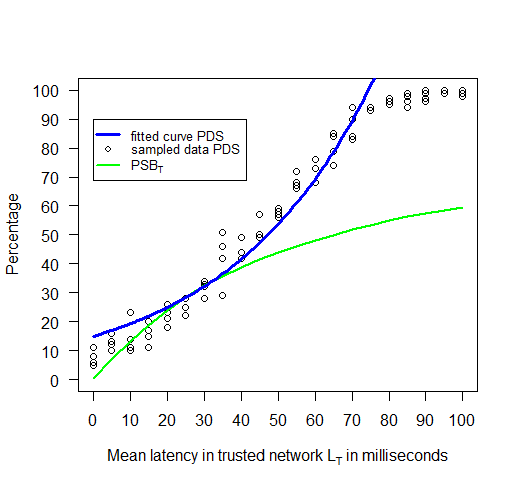 100
90
80
70
60
50
40
30
20
10
0
Percentage
fitted curve PDS
sampled data PDS
PSB_T
0 10 20 30 40 50 60 70 80 90 100
Mean latency in trusted network L_T in milliseconds